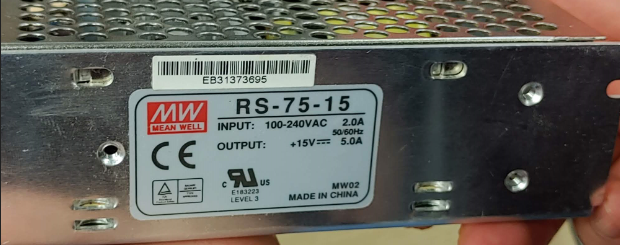 EB31373695
MW
MEAN WELL
RS-75-15
INPUT: 100-240VAC 2.0A
50/60Hz
OUTPUT: +15V⎓ 5.0A
CE
c RU US
E183223
LEVEL 3
MW02
MADE IN CHINA